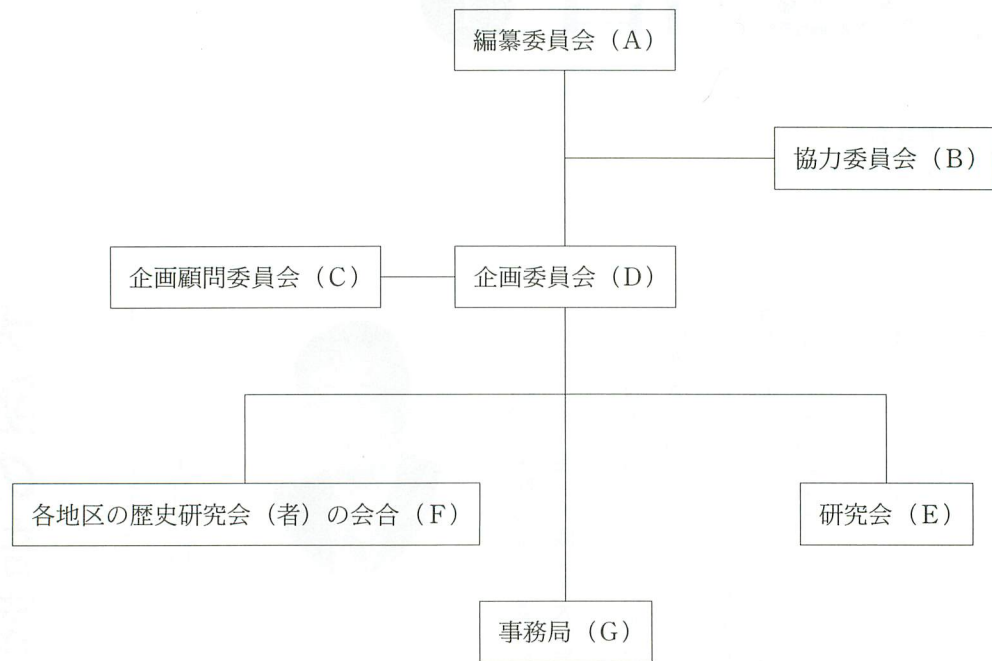 編纂委員会（A）
協力委員会（B）
企画顧問委員会（C）
企画委員会（D）
各地区の歴史研究会（者）の会合（F）
研究会（E）
事務局（G）